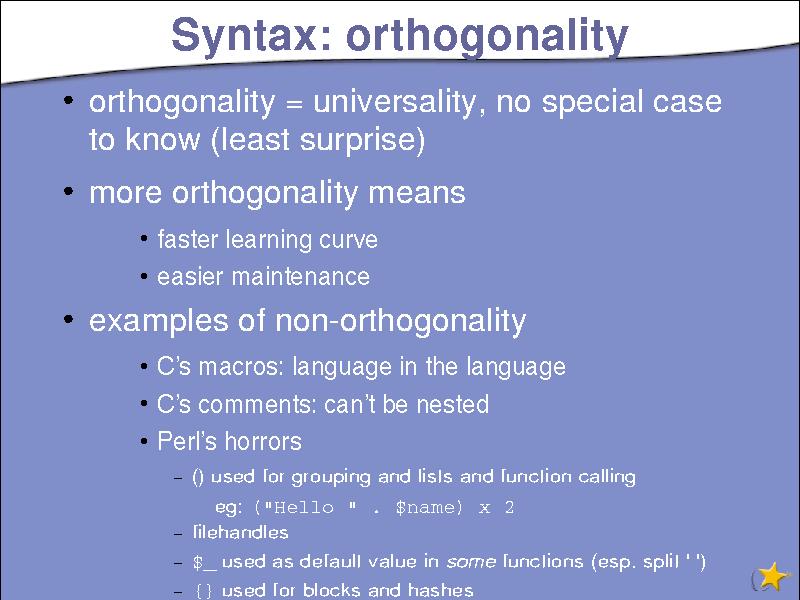 Syntax: orthogonality
• orthogonality = universality, no special case
to know (least surprise)
• more orthogonality means
• faster learning curve
• easier maintenance
• examples of non-orthogonality
• C's macros: language in the language
• C's comments: can't be nested
• Perl's horrors
– () used for grouping and lists and function calling
eg: ("Hello " . $name) x 2
– filehandles
– $_ used as default value in some functions (esp. split ' ')
– {} used for blocks and hashes